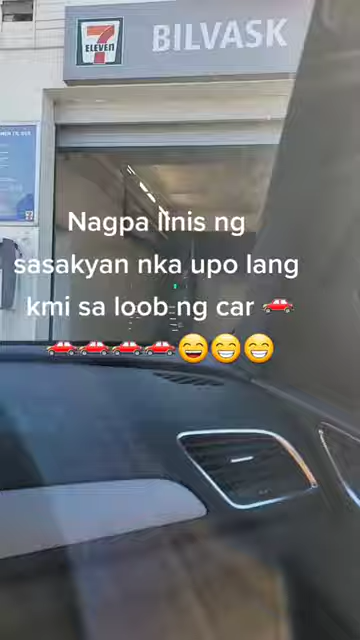 7
ELEVEN
BILVASK
Nagpa linis ng
sasakyan nka upo lang
kmi sa loob ng car 🚗
🚗🚗🚗🚗😄😁😁